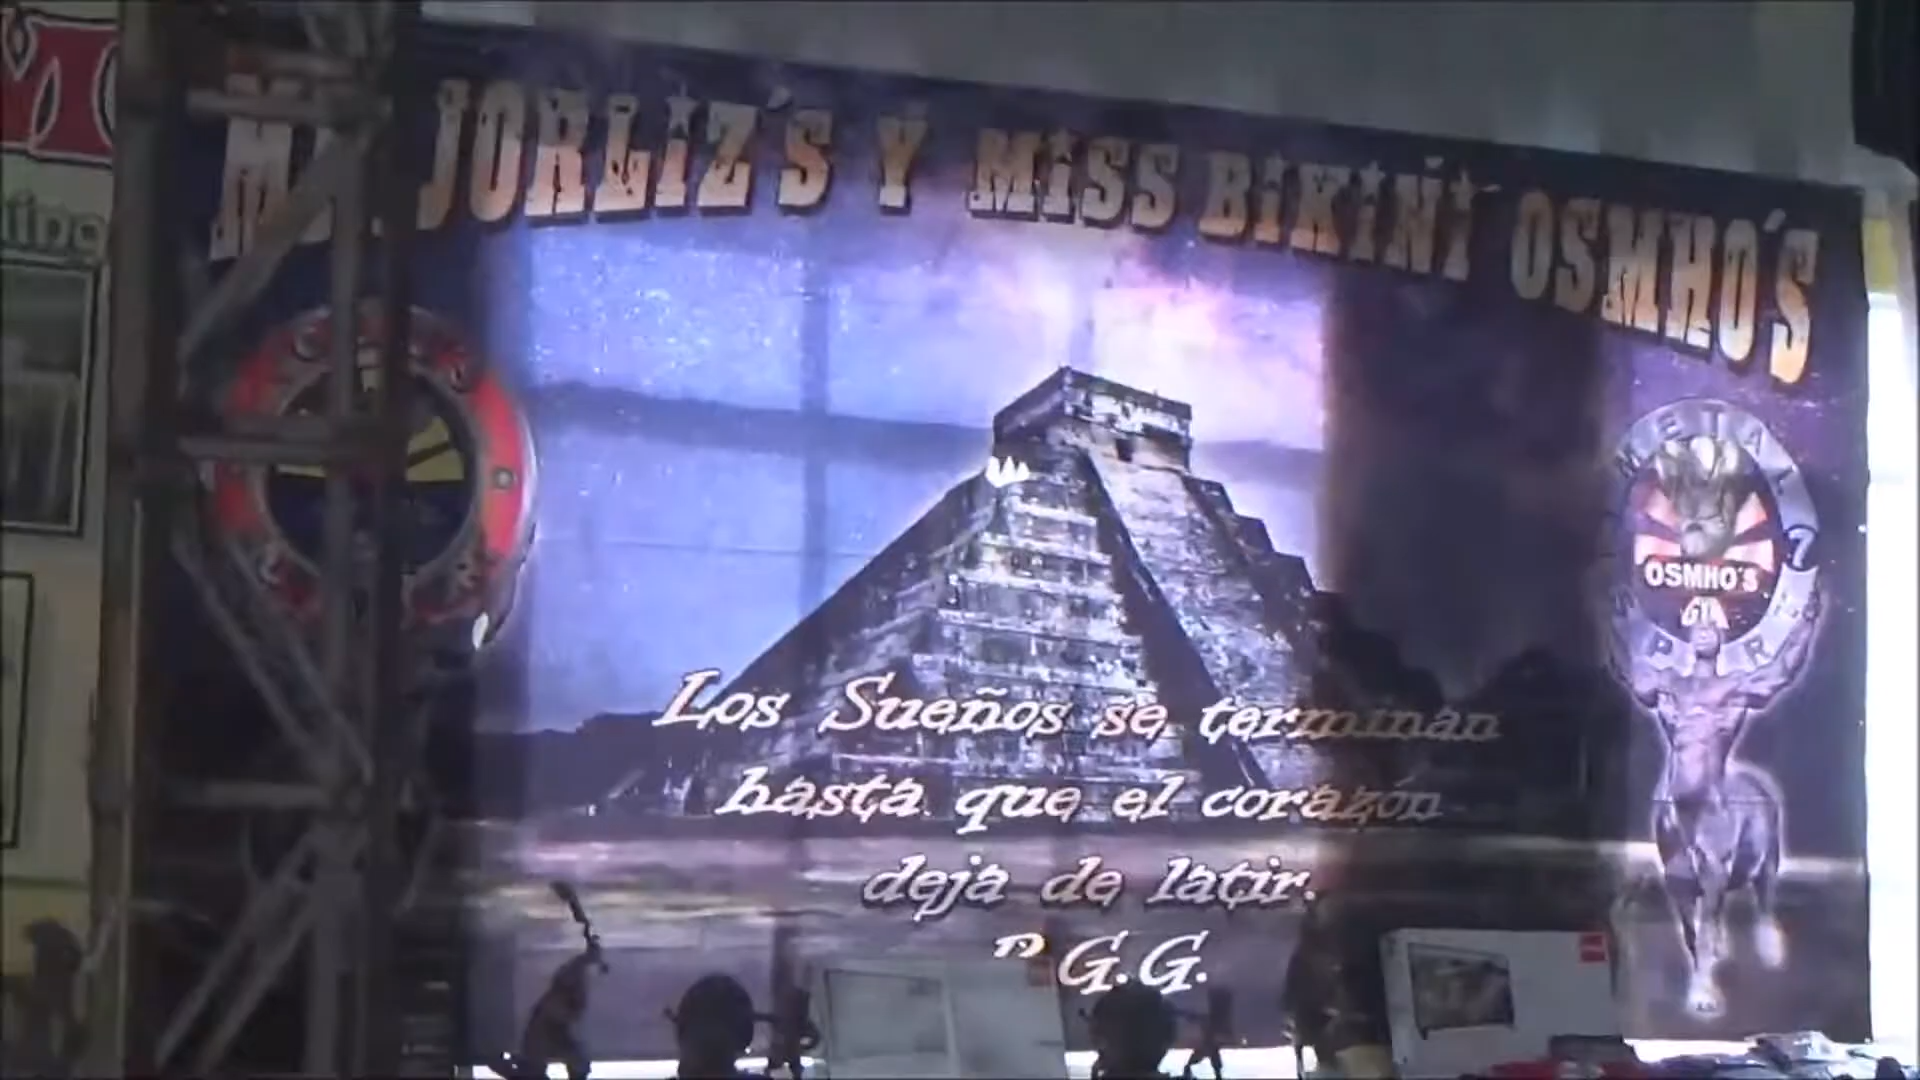 JORLIZ´S Y MISS BIKINI OSMHO´S
METAL
OSMHO´S
GYM
Los Sueños se terminan
hasta que el corazón
deja de latir.
G.G.